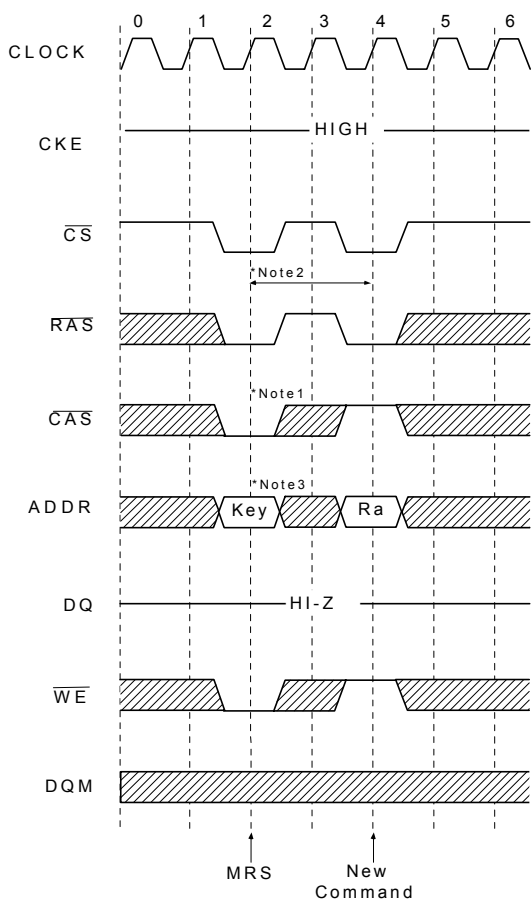 0 1 2 3 4 5 6
CLOCK
HIGH
CKE
CS
*Note2
RAS
*Note1
CAS
*Note3
ADDR Key Ra
DQ HI-Z
WE
DQM
MRS New
Command